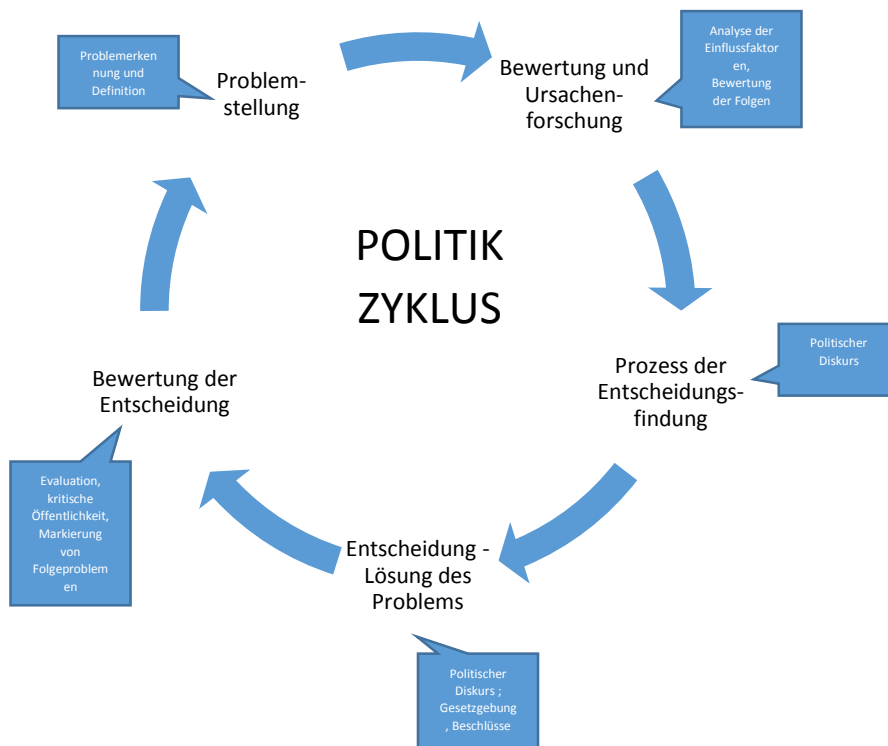 Problemerken
nung und
Definition
Problem-
stellung
Bewertung und
Ursachen-
forschung
Analyse der
Einflussfaktor
en,
Bewertung
der Folgen
POLITIK
ZYKLUS
Prozess der
Entscheidungs-
findung
Politischer
Diskurs
Entscheidung -
Lösung des
Problems
Politischer
Diskurs ;
Gesetzgebung
, Beschlüsse
Bewertung der
Entscheidung
Evaluation,
kritische
Öffentlichkeit,
Markierung
von
Folgeproblem
en